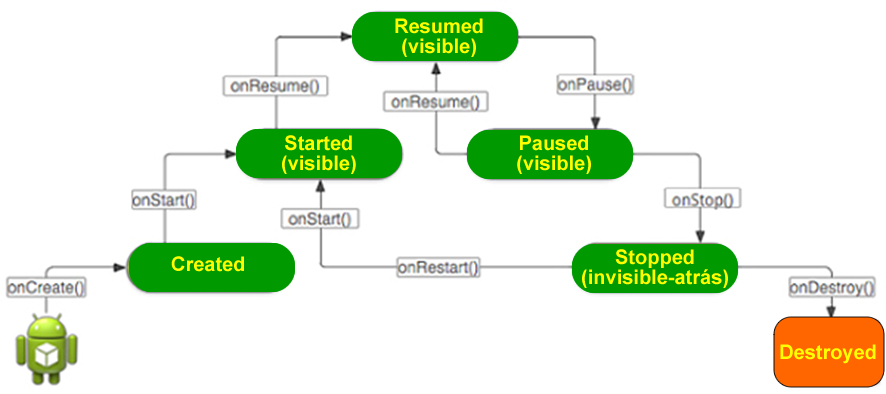 Resumed
(visible)
onResume()
onPause()
onResume()
Started
(visible)
Paused
(visible)
onStart()
onStop()
onStart()
Created
onRestart()
Stopped
(invisible-atrás)
onCreate()
onDestroy()
Destroyed